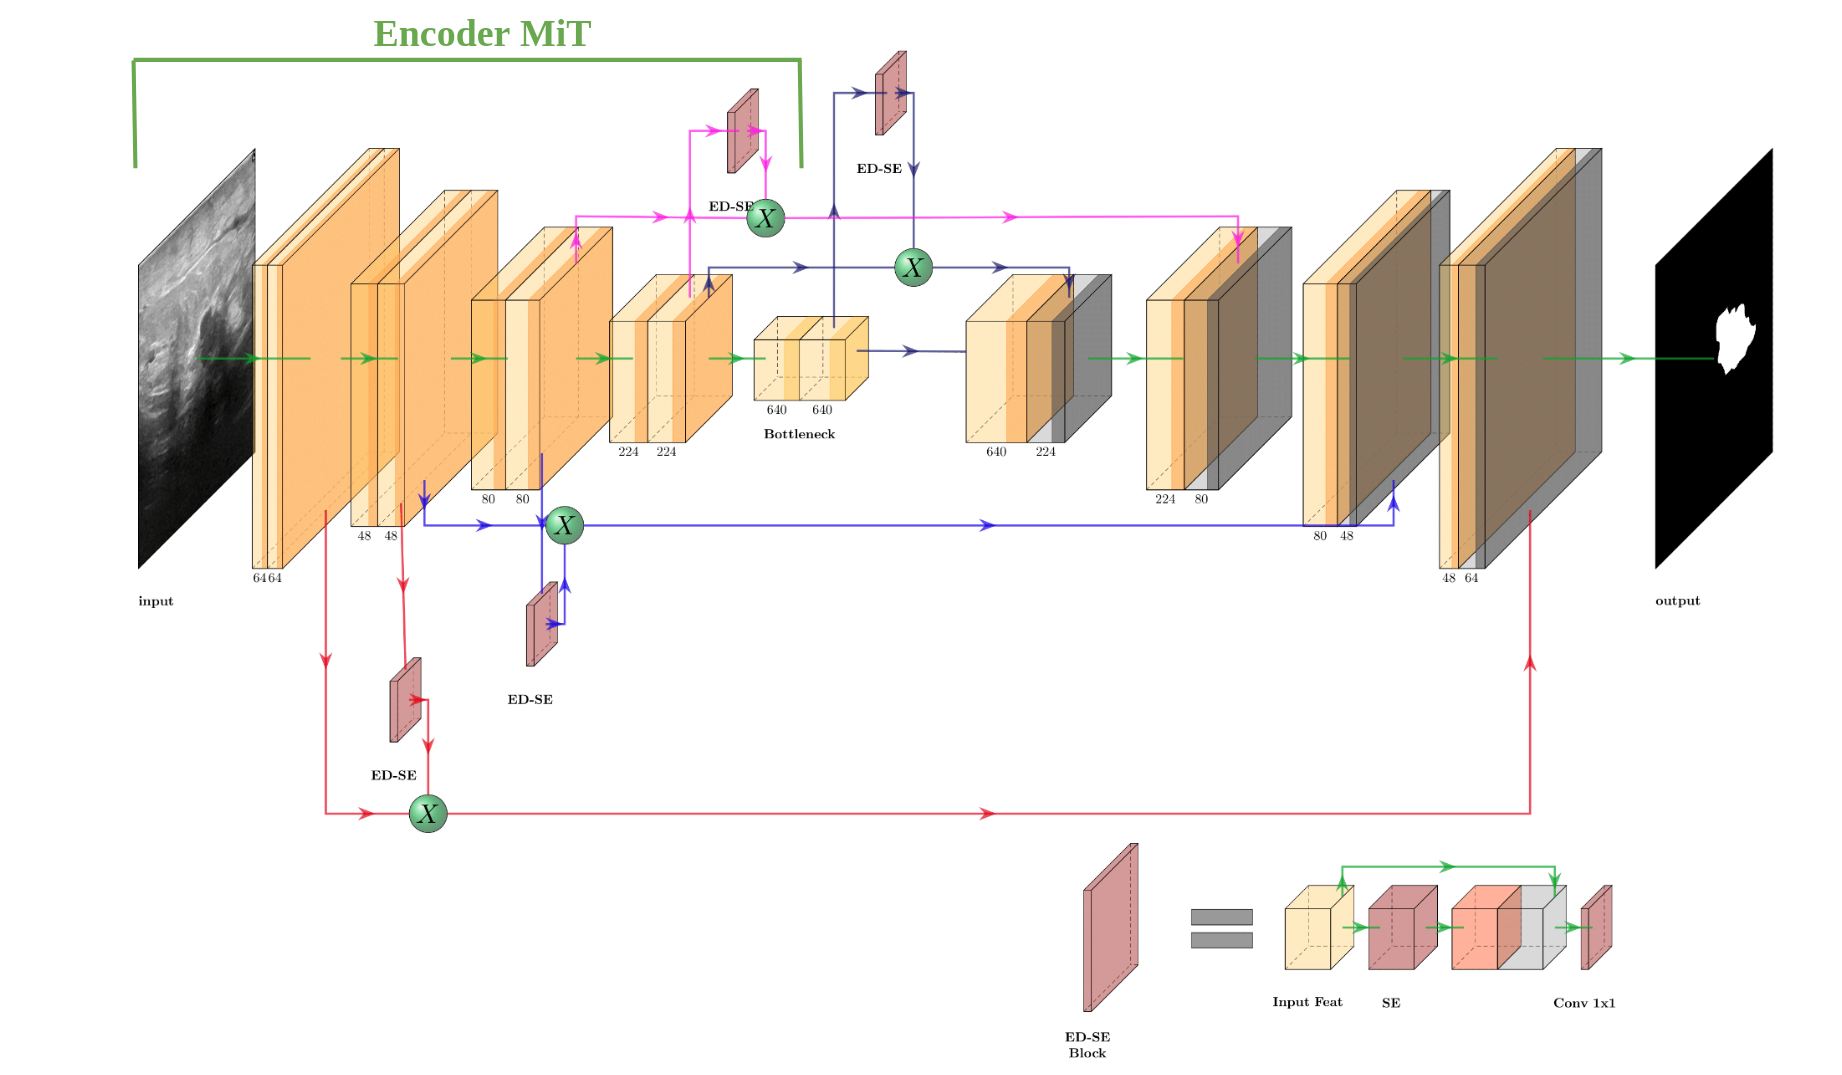 Encoder MiT
ED-SE
ED-SE
X
X
640 640
Bottleneck
224 224
640 224
80 80
224 80
X
48 48
80 48
64 64
48 64
input
output
ED-SE
ED-SE
X
Input Feat SE Conv 1x1
ED-SE
Block